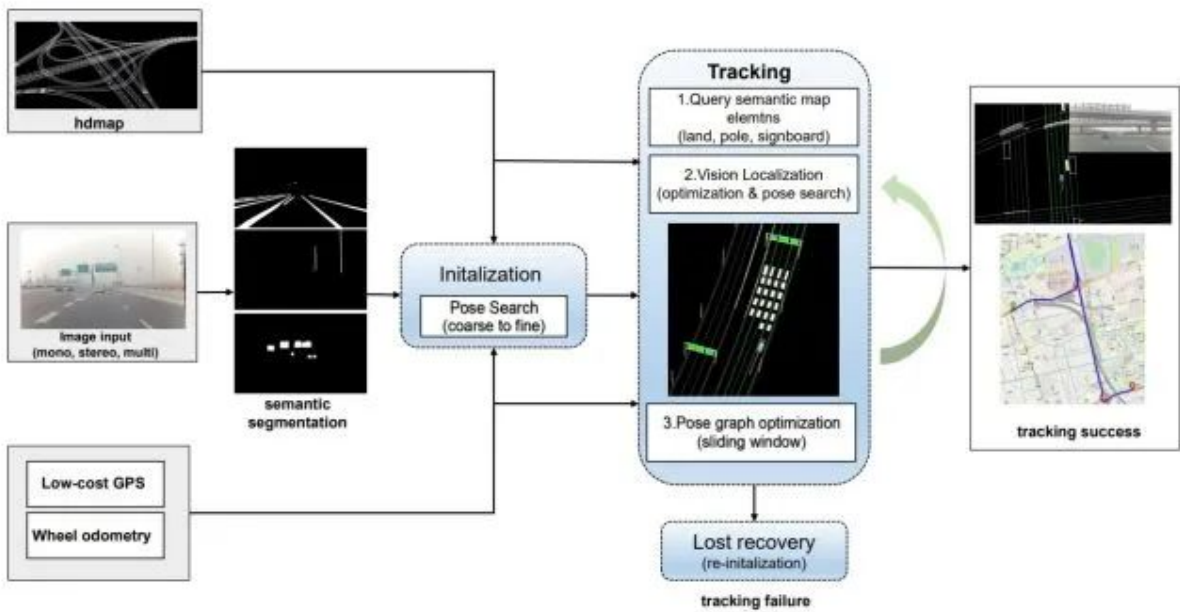 hdmap
Image input
(mono, stereo, multi)
semantic
segmentation
Low-cost GPS
Wheel odometry
Initalization
Pose Search
(coarse to fine)
Tracking
1.Query semantic map
elemtns
(land, pole, signboard)
2.Vision Localization
(optimization & pose search)
3.Pose graph optimization
(sliding window)
Lost recovery
(re-initalization)
tracking failure
tracking success